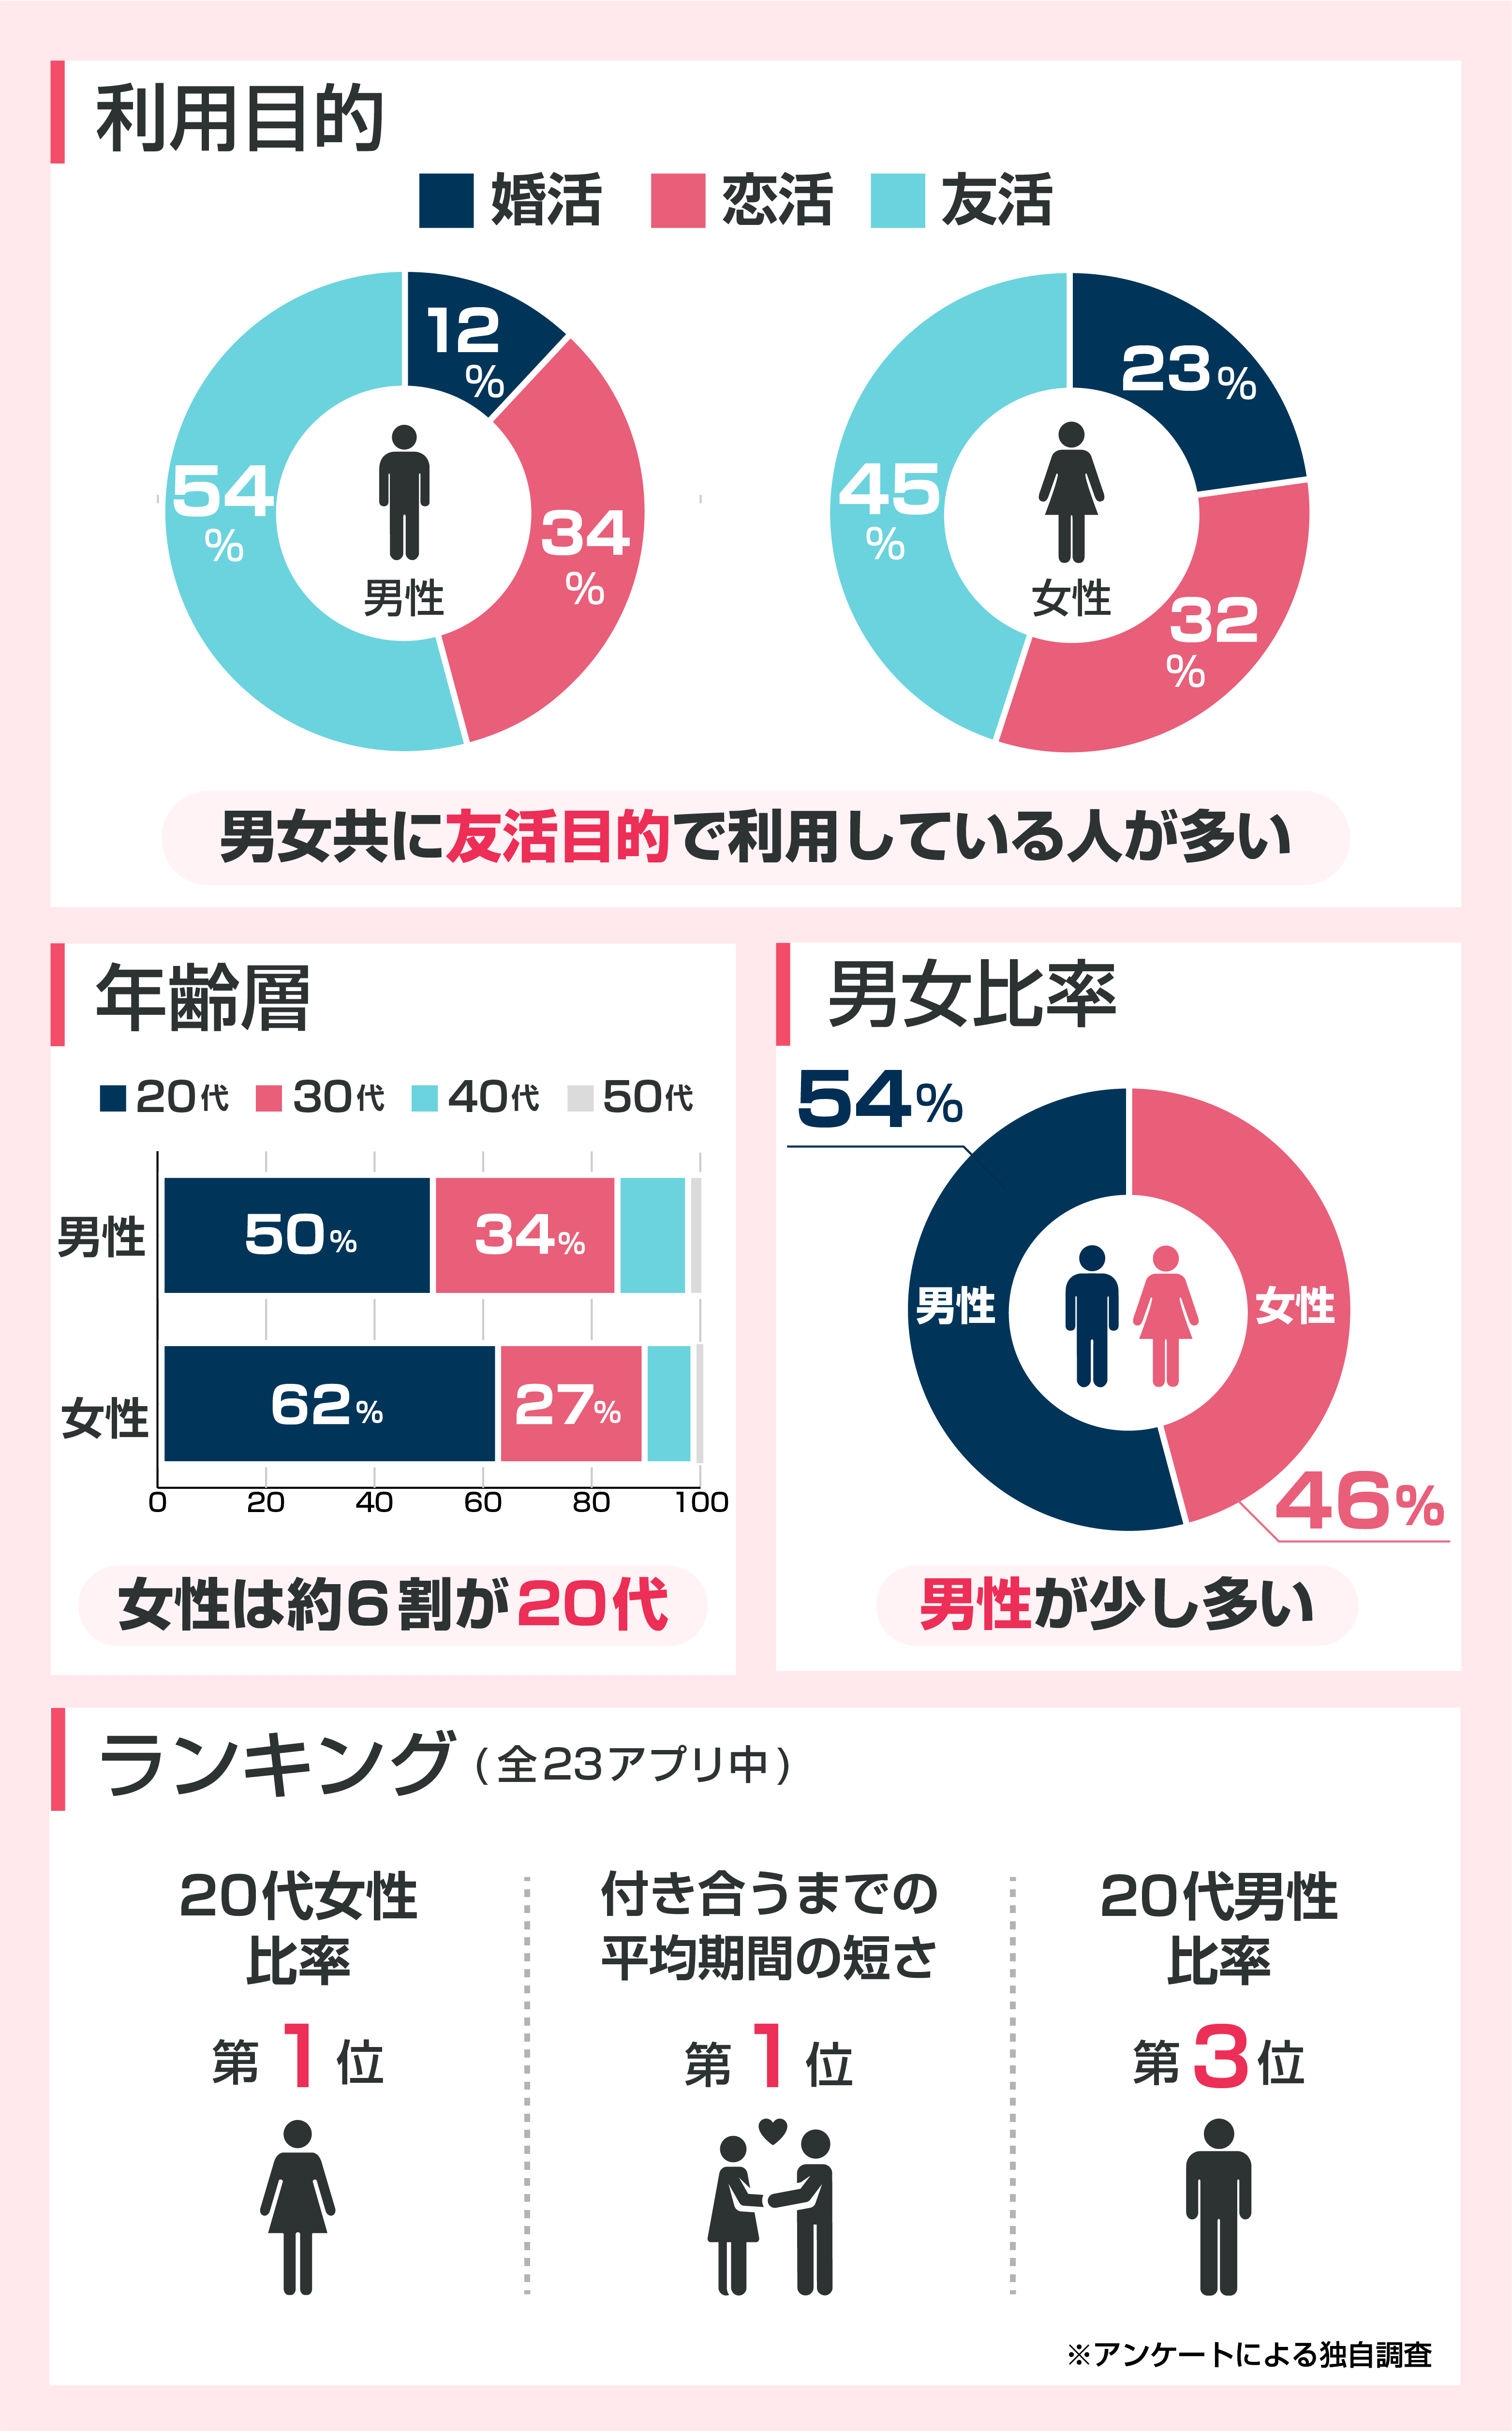 利用目的
婚活 恋活 友活
12%
34%
54%
男性
23%
32%
45%
女性
男女共に友活目的で利用している人が多い
年齢層
20代 30代 40代 50代
男性 50% 34%
女性 62% 27%
0 20 40 60 80 100
女性は約6割が20代
男女比率
54%
男性
女性
46%
男性が少し多い
ランキング (全23アプリ中)
20代女性
比率
第1位
付き合うまでの
平均期間の短さ
第1位
20代男性
比率
第3位
※アンケートによる独自調査